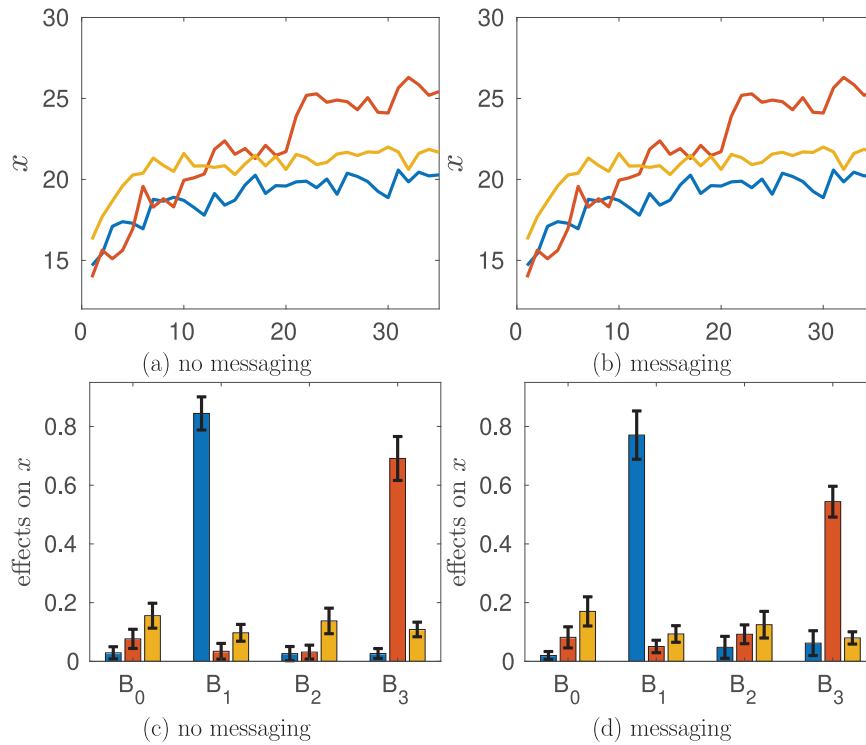 30
25
20
15
x
0 10 20 30
(a) no messaging
30
25
20
15
x
0 10 20 30
(b) messaging
0.8
0.6
0.4
0.2
0
effects on x
B0 B1 B2 B3
(c) no messaging
0.8
0.6
0.4
0.2
0
effects on x
B0 B1 B2 B3
(d) messaging